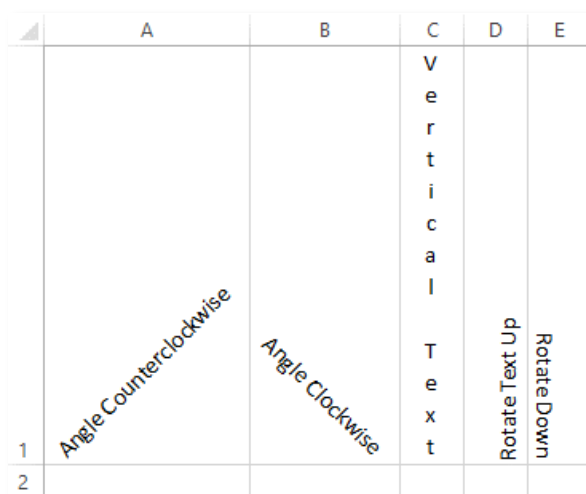 A B C D E
1
Angle Counterclockwise
Angle Clockwise
Vertical Text
Rotate Text Up
Rotate Down
2